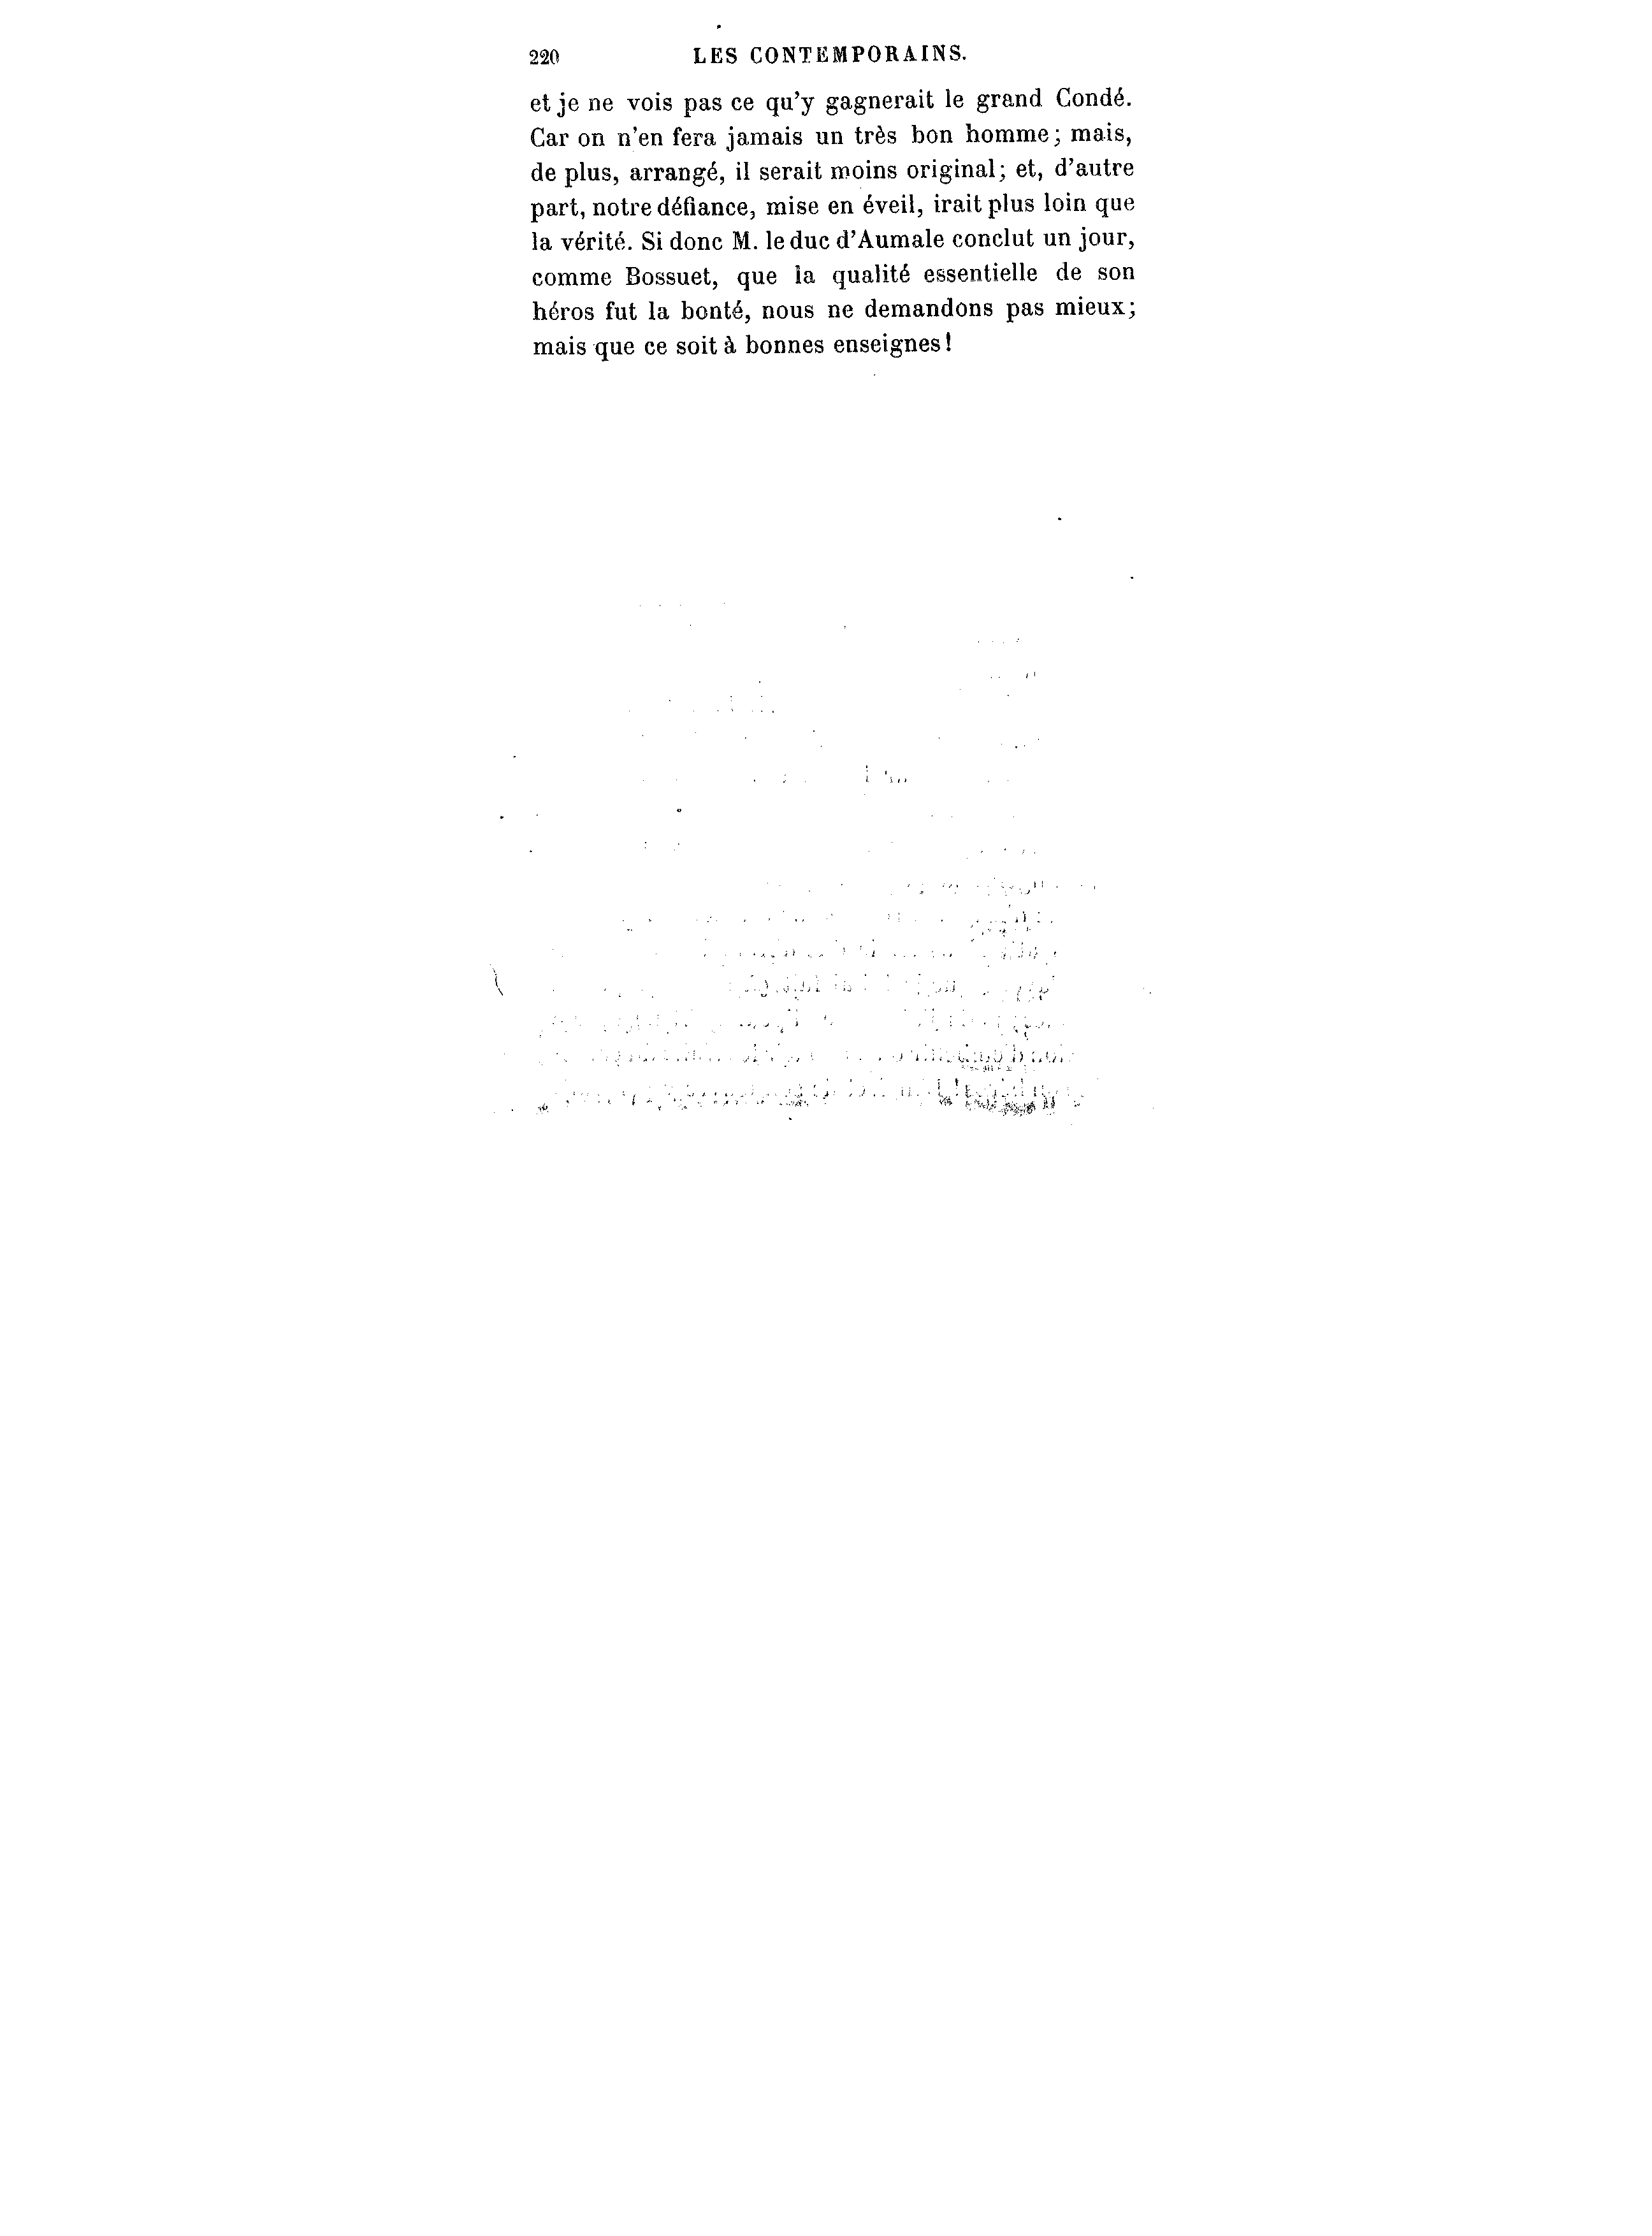 220 LES CONTEMPORAINS.
et je ne vois pas ce qu'y gagnerait le grand Condé.
Car on n'en fera jamais un très bon homme; mais,
de plus, arrangé, il serait moins original; et, d'autre
part, notre défiance, mise en éveil, irait plus loin que
la vérité. Si donc M. le duc d'Aumale conclut un jour,
comme Bossuet, que la qualité essentielle de son
héros fut la bonté, nous ne demandons pas mieux;
mais que ce soit à bonnes enseignes!